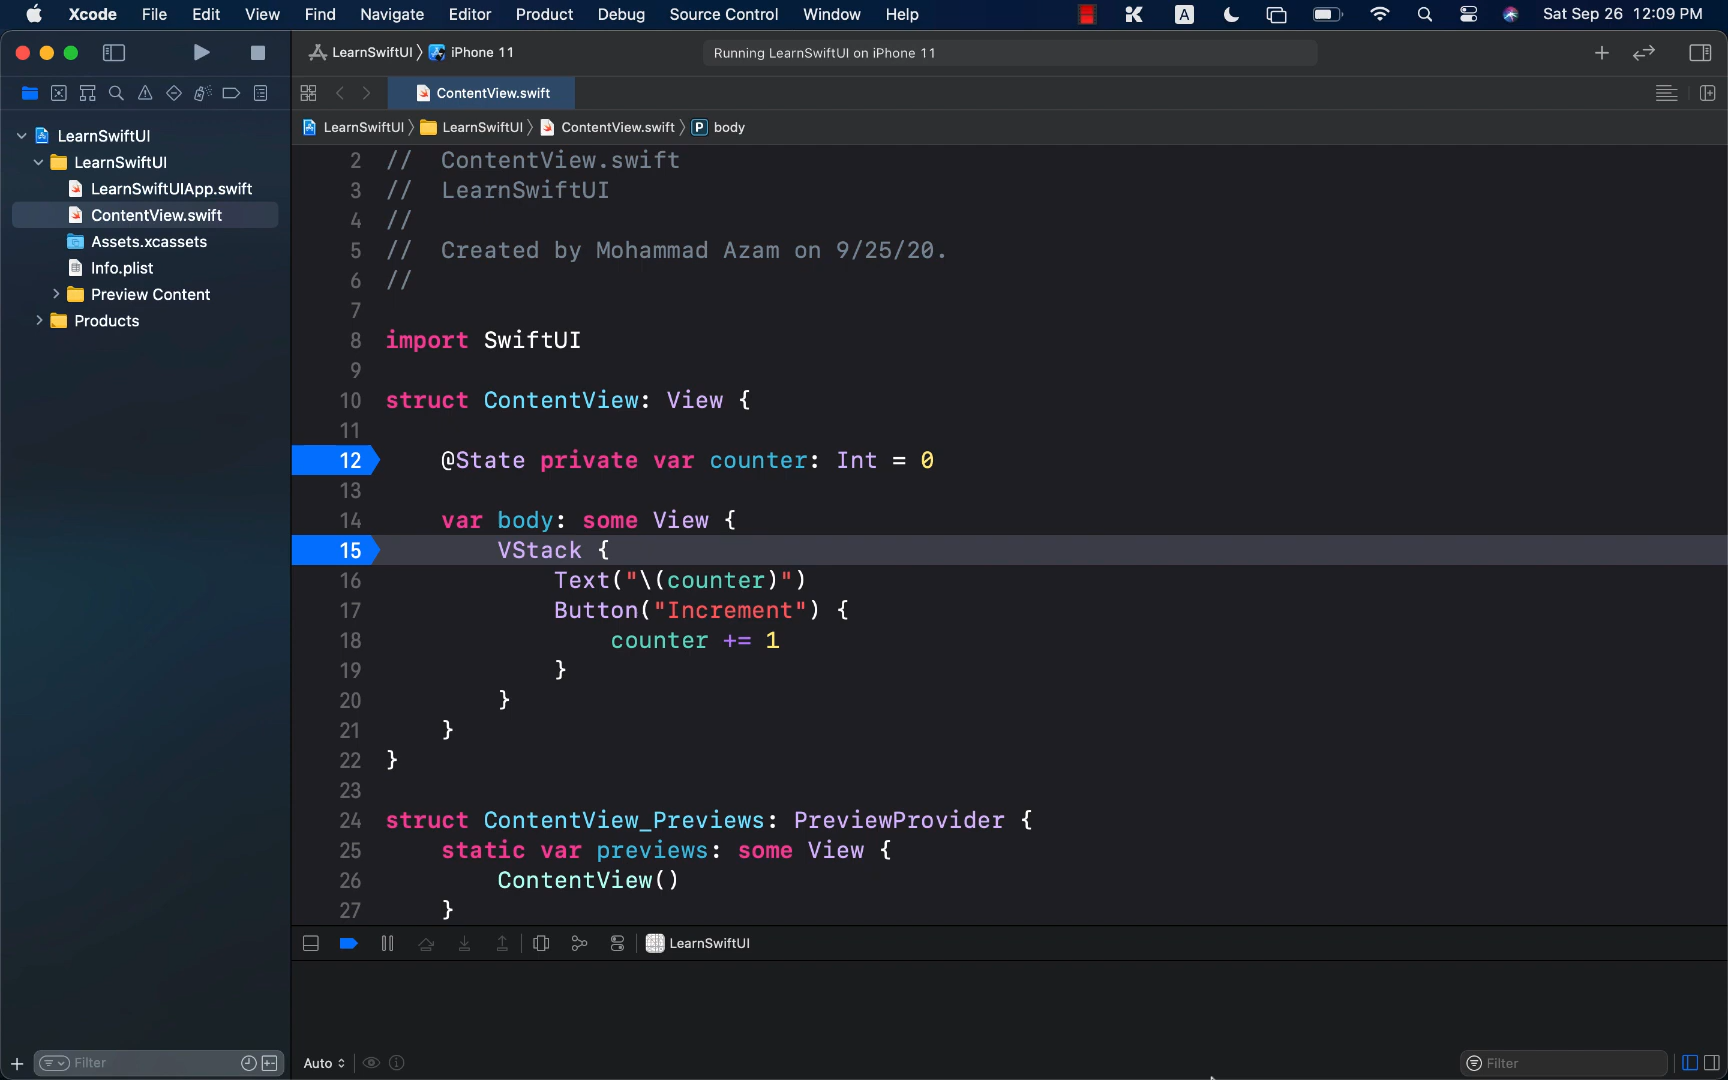 Xcode File Edit View Find Navigate Editor Product Debug Source Control Window Help A Sat Sep 26 12:09 PM
LearnSwiftUI iPhone 11 Running LearnSwiftUI on iPhone 11
ContentView.swift
LearnSwiftUI LearnSwiftUI ContentView.swift P body
LearnSwiftUI
LearnSwiftUI
LearnSwiftUIApp.swift
ContentView.swift
Assets.xcassets
Info.plist
Preview Content
Products
2 // ContentView.swift
3 // LearnSwiftUI
4 //
5 // Created by Mohammad Azam on 9/25/20.
6 //
7
8 import SwiftUI
9
10 struct ContentView: View {
11
12 @State private var counter: Int = 0
13
14 var body: some View {
15 VStack {
16 Text("\(counter)")
17 Button("Increment") {
18 counter += 1
19 }
20 }
21 }
22 }
23
24 struct ContentView_Previews: PreviewProvider {
25 static var previews: some View {
26 ContentView()
27 }
LearnSwiftUI
Filter
Auto
Filter